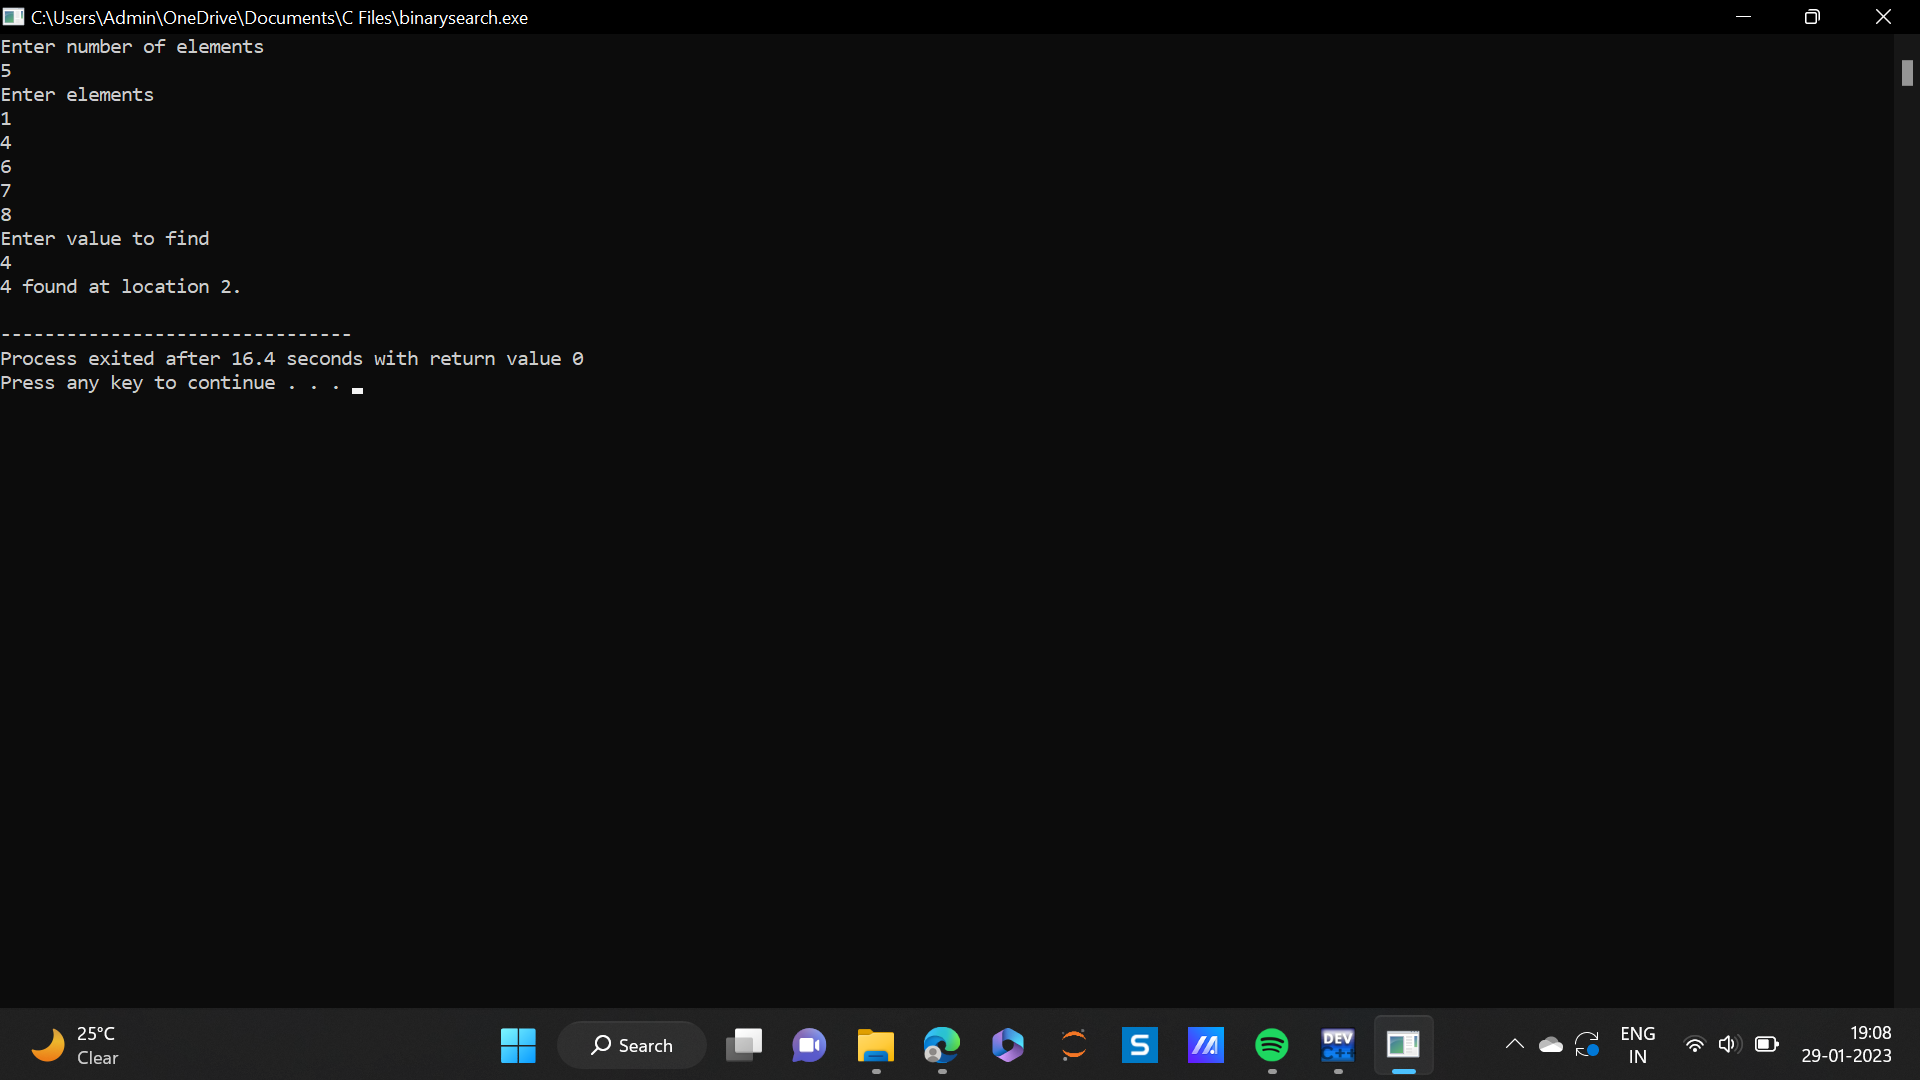 C:\Users\Admin\OneDrive\Documents\C Files\binarysearch.exe
Enter number of elements
5
Enter elements
1
4
6
7
8
Enter value to find
4
4 found at location 2.
--------------------------------
Process exited after 16.4 seconds with return value 0
Press any key to continue . . .
25°C
Clear
Search
S
DEV
C++
ENG
IN
19:08
29-01-2023